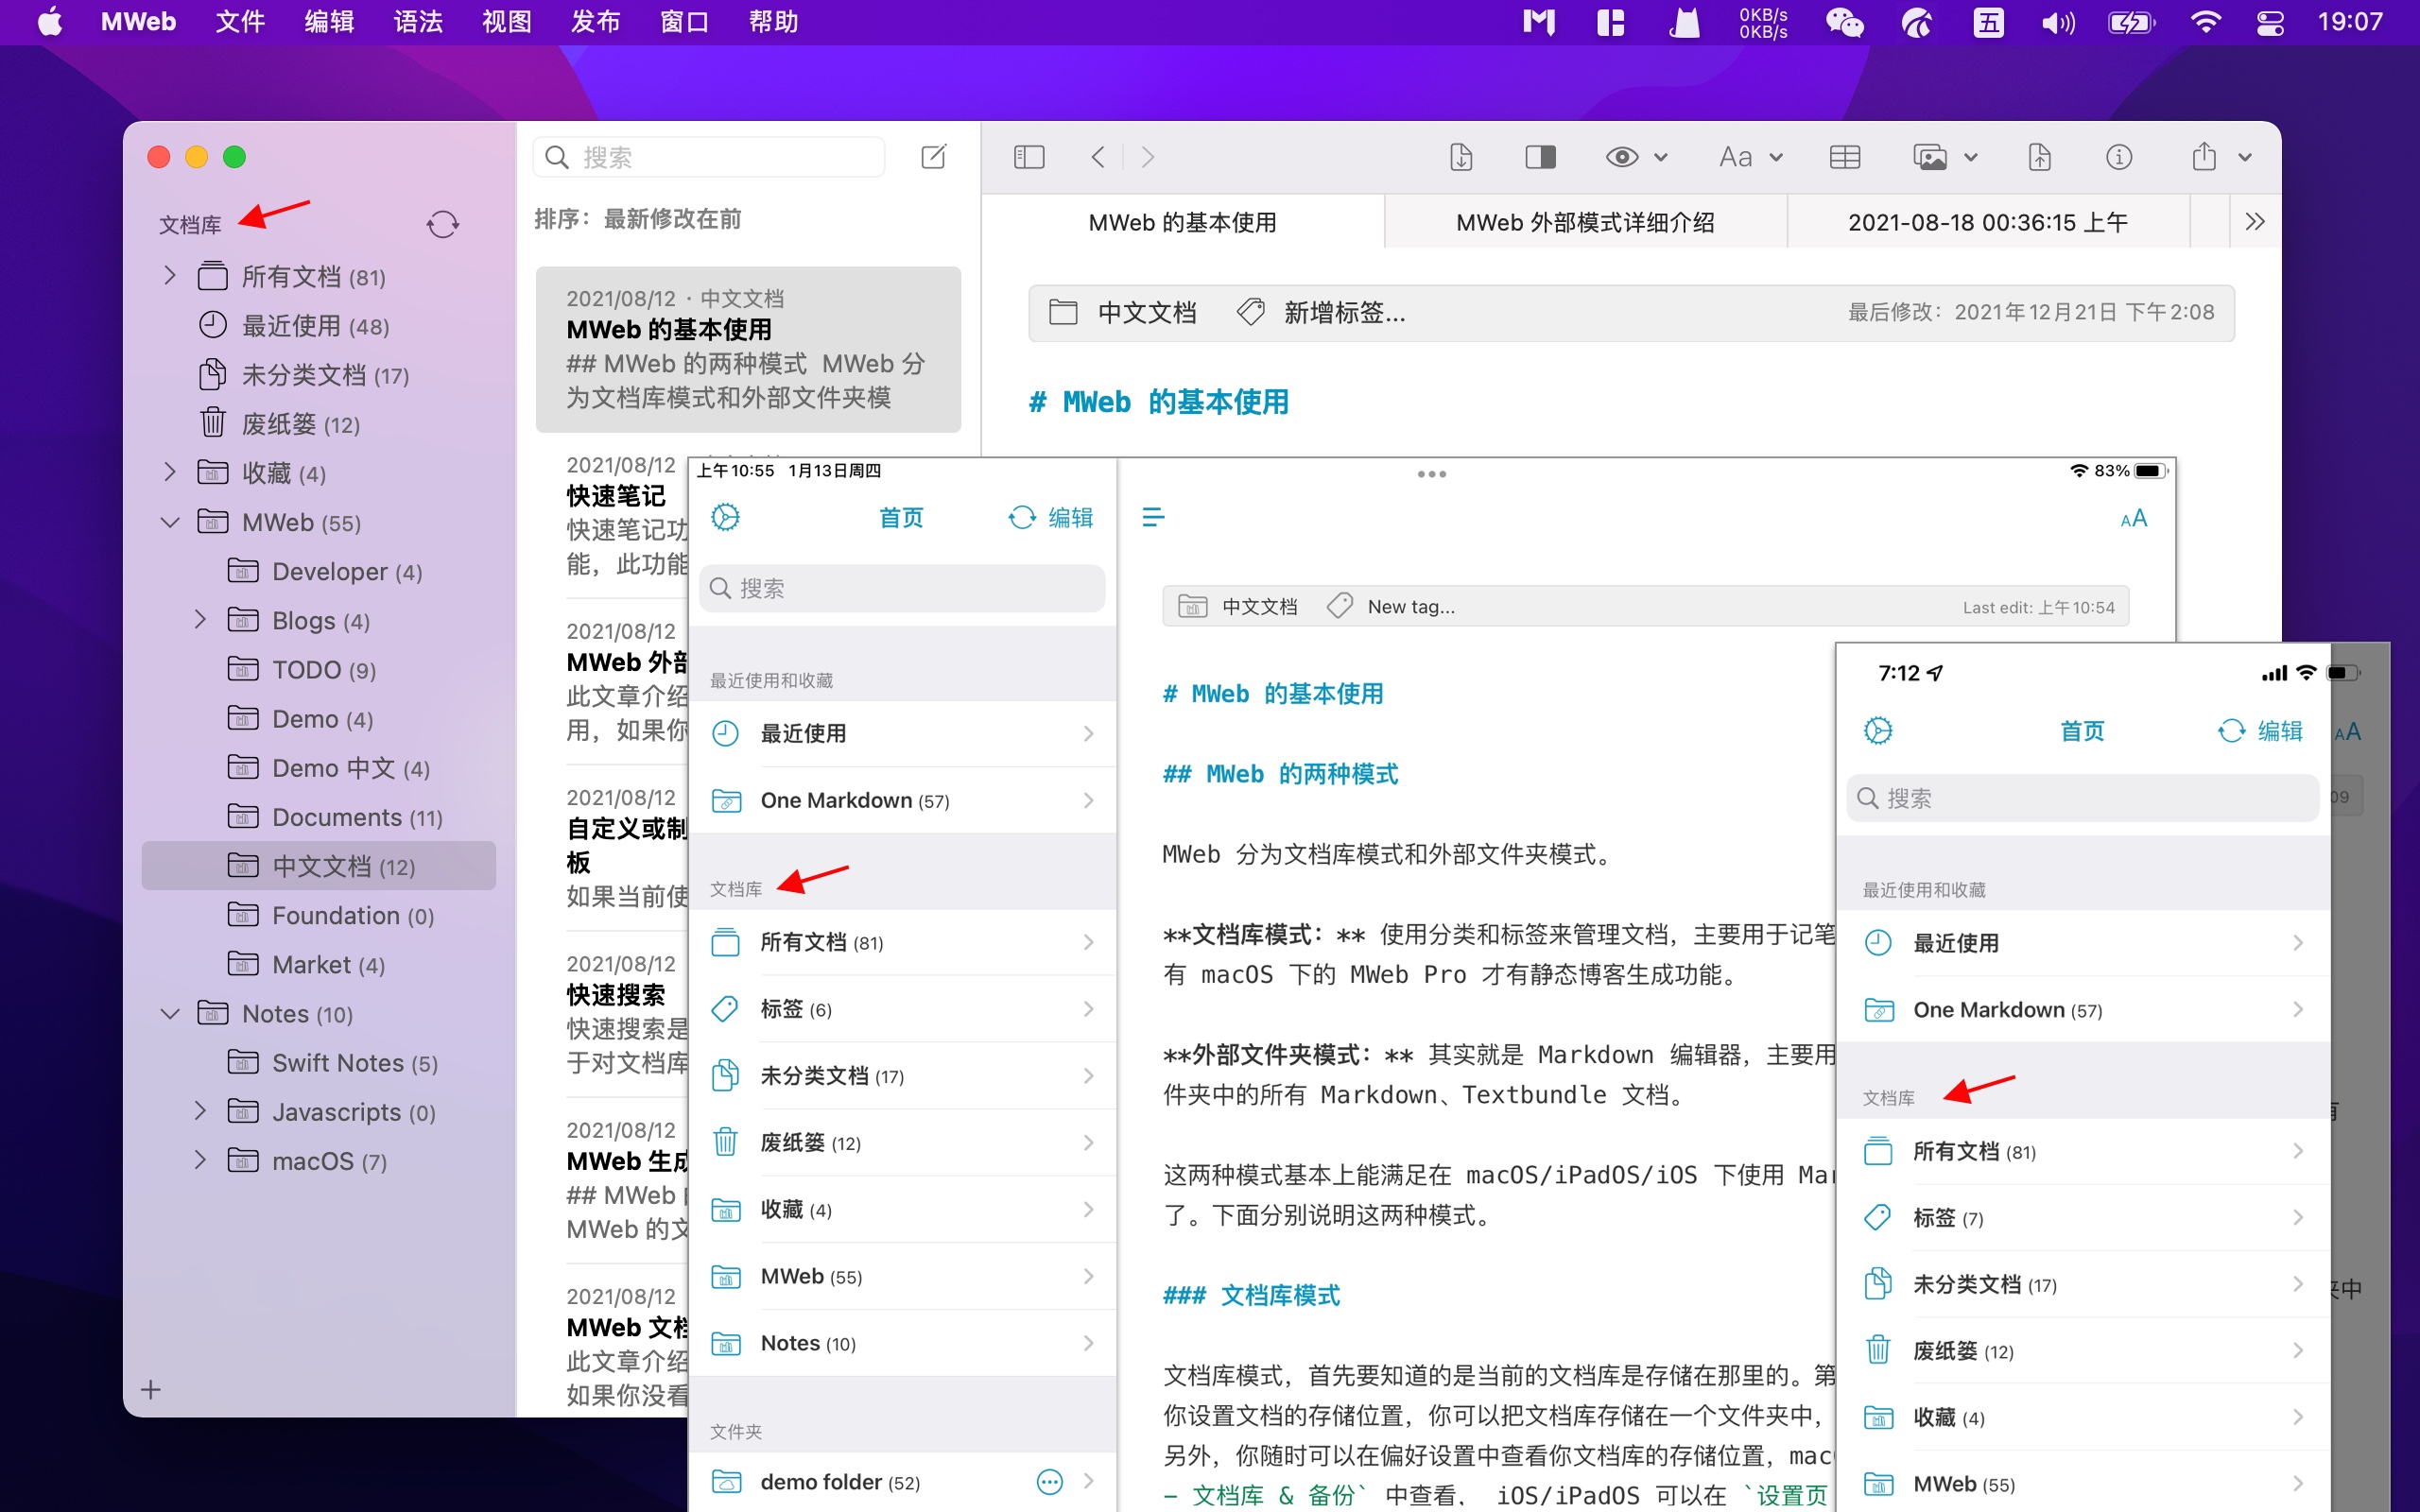 MWeb 文件 编辑 语法 视图 发布 窗口 帮助
0KB/s
0KB/s
五
19:07
文档库
所有文档 (81)
最近使用 (48)
未分类文档 (17)
废纸篓 (12)
收藏 (4)
MWeb (55)
Developer (4)
Blogs (4)
TODO (9)
Demo (4)
Demo 中文 (4)
Documents (11)
中文文档 (12)
Foundation (0)
Market (4)
Notes (10)
Swift Notes (5)
Javascripts (0)
macOS (7)
搜索
排序：最新修改在前
2021/08/12 · 中文文档
MWeb 的基本使用
## MWeb 的两种模式 MWeb 分
为文档库模式和外部文件夹模
2021/08/12
快速笔记
快速笔记功
能，此功能
2021/08/12
MWeb 外部
此文章介绍
用，如果你
2021/08/12
自定义或制
板
如果当前使
2021/08/12
快速搜索
快速搜索是
于对文档库
2021/08/12
MWeb 生成
## MWeb
MWeb 的文
2021/08/12
MWeb 文档
此文章介绍
如果你没看
Aa
MWeb 的基本使用
MWeb 外部模式详细介绍
2021-08-18 00:36:15 上午
中文文档 新增标签...
最后修改：2021年12月21日 下午2:08
# MWeb 的基本使用
上午10:55 1月13日周四
83%
首页 编辑
搜索
最近使用和收藏
最近使用
One Markdown (57)
文档库
所有文档 (81)
标签 (6)
未分类文档 (17)
废纸篓 (12)
收藏 (4)
MWeb (55)
Notes (10)
文件夹
demo folder (52)
AA
中文文档 New tag...
Last edit: 上午10:54
# MWeb 的基本使用
## MWeb 的两种模式
MWeb 分为文档库模式和外部文件夹模式。
**文档库模式：** 使用分类和标签来管理文档，主要用于记笔
有 macOS 下的 MWeb Pro 才有静态博客生成功能。
**外部文件夹模式：** 其实就是 Markdown 编辑器，主要用
件夹中的所有 Markdown、Textbundle 文档。
这两种模式基本上能满足在 macOS/iPadOS/iOS 下使用 Mar
了。下面分别说明这两种模式。
### 文档库模式
文档库模式，首先要知道的是当前的文档库是存储在那里的。第
你设置文档的存储位置，你可以把文档库存储在一个文件夹中，
另外，你随时可以在偏好设置中查看你文档库的存储位置，mac
- 文档库 & 备份` 中查看， iOS/iPadOS 可以在 `设置页
7:12
首页 编辑
AA
搜索
09
最近使用和收藏
最近使用
One Markdown (57)
文档库
所有文档 (81)
标签 (7)
未分类文档 (17)
夹中
废纸篓 (12)
收藏 (4)
MWeb (55)